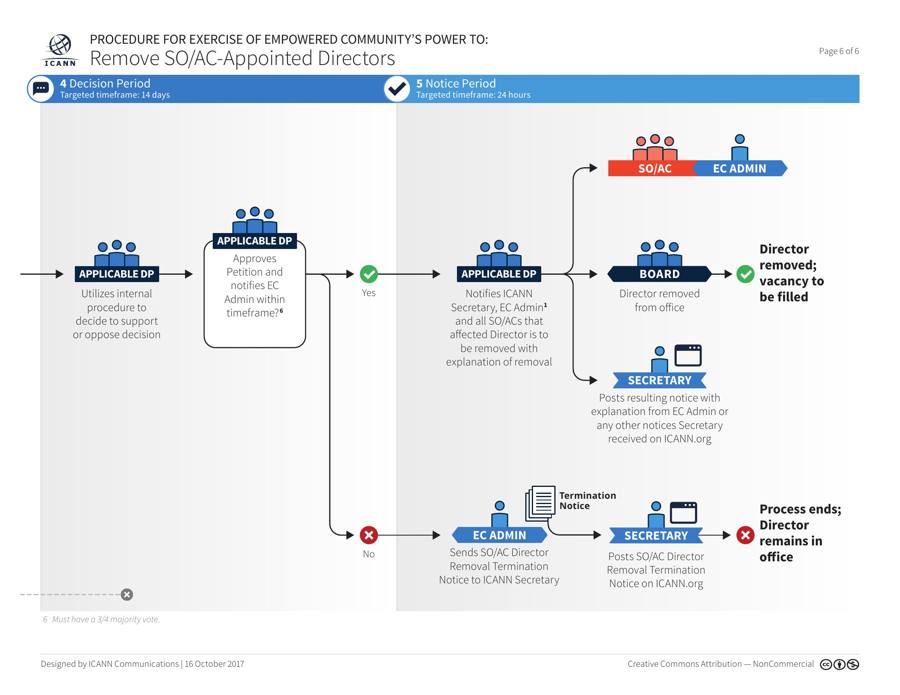 ICANN
PROCEDURE FOR EXERCISE OF EMPOWERED COMMUNITY'S POWER TO:
Remove SO/AC-Appointed Directors
Page 6 of 6
4 Decision Period
Targeted timeframe: 14 days
5 Notice Period
Targeted timeframe: 24 hours
SO/AC
EC ADMIN
APPLICABLE DP
Utilizes internal
procedure to
decide to support
or oppose decision
APPLICABLE DP
Approves
Petition and
notifies EC
Admin within
timeframe?⁶
Yes
APPLICABLE DP
Notifies ICANN
Secretary, EC Admin¹
and all SO/ACs that
affected Director is to
be removed with
explanation of removal
BOARD
Director removed
from office
Director
removed;
vacancy to
be filled
SECRETARY
Posts resulting notice with
explanation from EC Admin or
any other notices Secretary
received on ICANN.org
No
Termination
Notice
EC ADMIN
Sends SO/AC Director
Removal Termination
Notice to ICANN Secretary
SECRETARY
Posts SO/AC Director
Removal Termination
Notice on ICANN.org
Process ends;
Director
remains in
office
6 Must have a 3/4 majority vote.
Designed by ICANN Communications | 16 October 2017
Creative Commons Attribution — NonCommercial